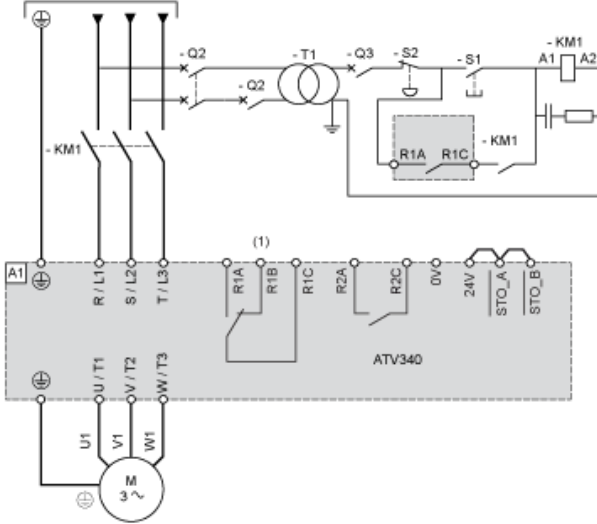 - Q2
- T1
- Q3
- S2
- S1
- KM1
A1
A2
- Q2
- KM1
R1A
R1C
- KM1
(1)
A1
R / L1
S / L2
T / L3
R1A
R1B
R1C
R2A
R2C
0V
24V
STO_A
STO_B
ATV340
U / T1
V / T2
W / T3
U1
V1
W1
M
3 ~